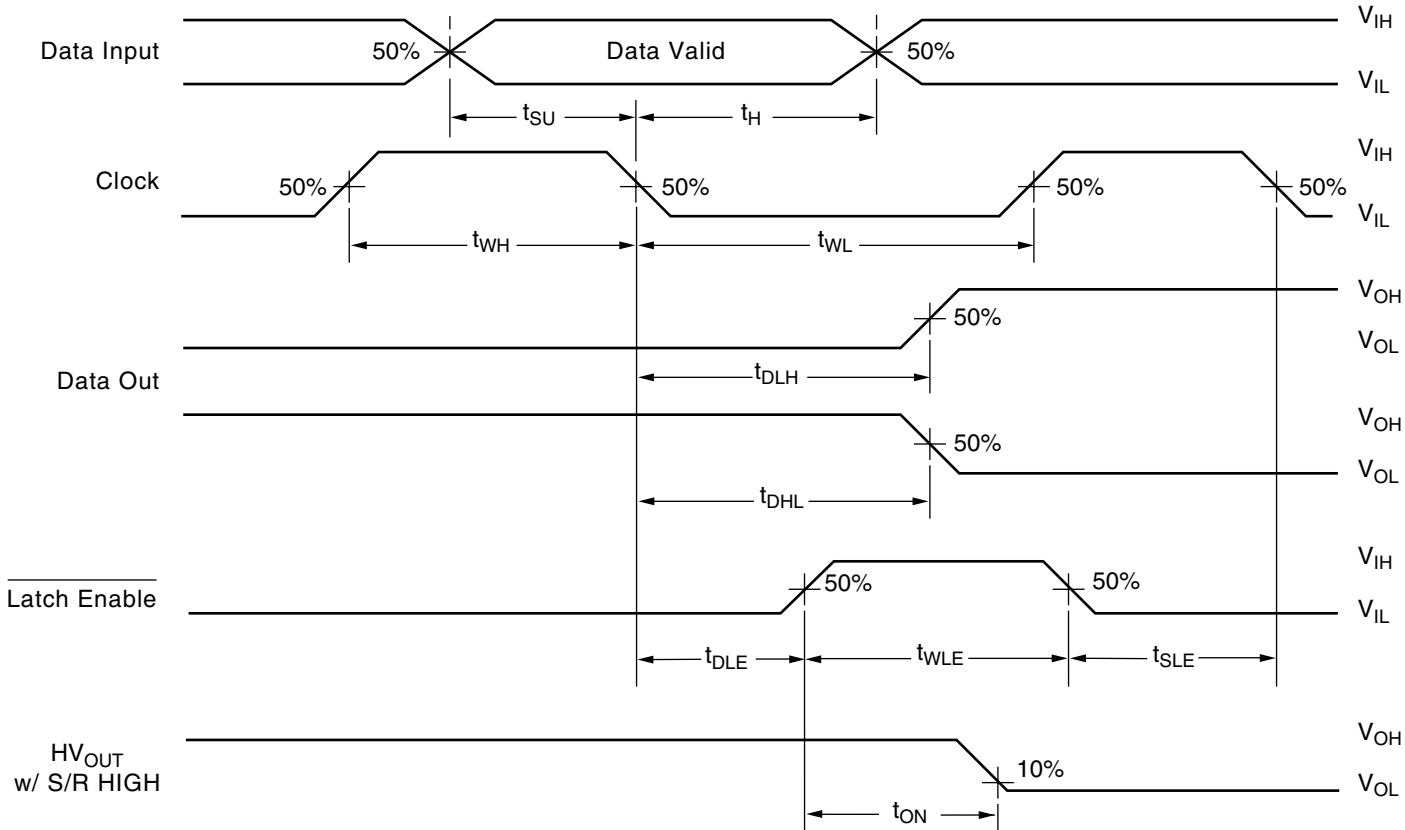 V_IH
Data Input 50% Data Valid 50%
V_IL
t_SU t_H
V_IH
Clock 50% 50% 50% 50%
V_IL
t_WH t_WL
V_OH
50%
V_OL
Data Out
t_DLH
V_OH
50%
V_OL
t_DHL
V_IH
Latch Enable 50% 50%
V_IL
t_DLE t_WLE t_SLE
V_OH
HV_OUT
w/ S/R HIGH 10%
V_OL
t_ON